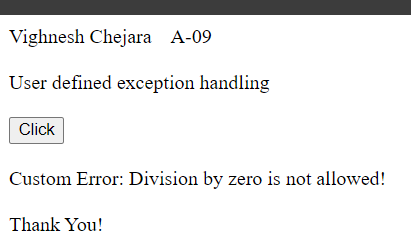 Vighnesh Chejara A-09
User defined exception handling
Click
Custom Error: Division by zero is not allowed!
Thank You!